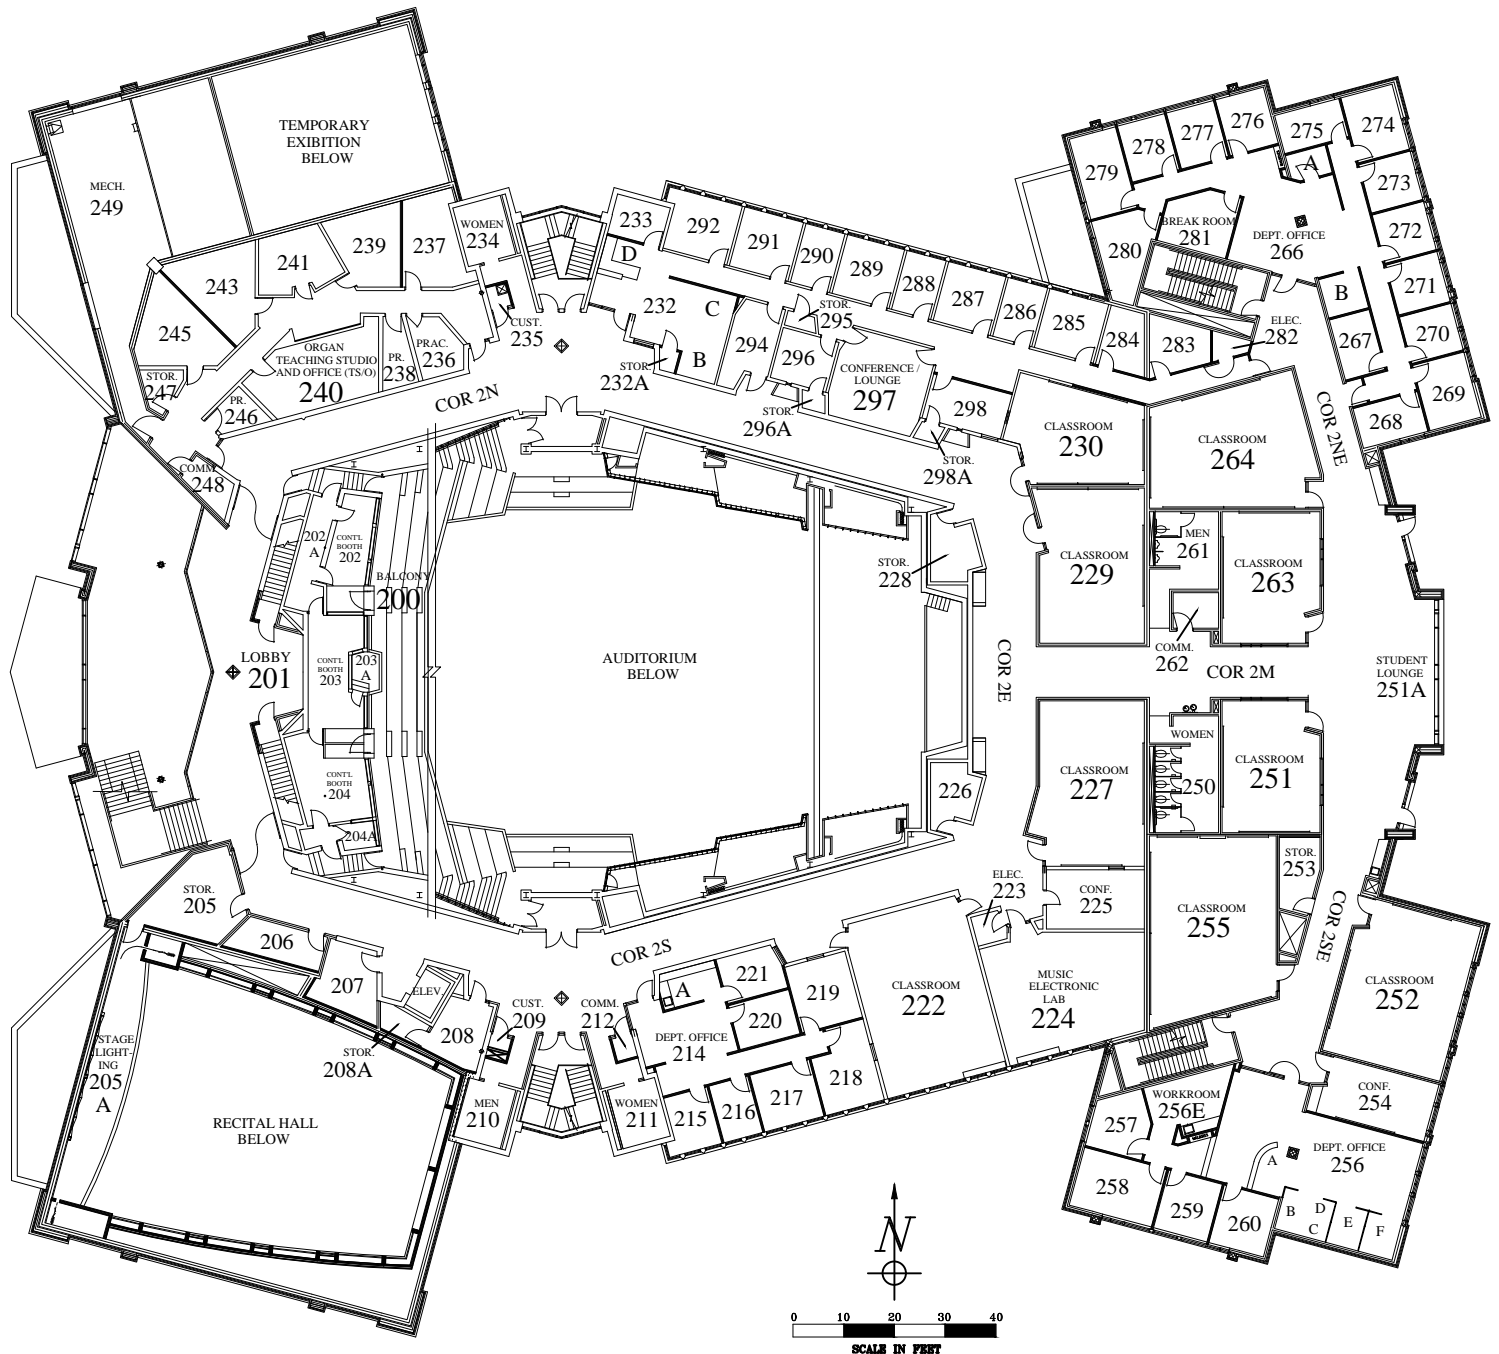 TEMPORARY
EXIBITION
BELOW
MECH.
249
WOMEN
234
233
292
291
290
289
288
287
286
285
284
283
ELEC.
282
279
278
277
276
275
274
A
273
272
BREAK ROOM
281
280
DEPT. OFFICE
266
B
271
267
270
269
268
237
239
241
243
245
STOR.
247
ORGAN
TEACHING STUDIO
AND OFFICE (TS/O)
240
PR.
238
PRAC.
236
PR.
246
CUST.
235
D
232
C
B
STOR.
232A
294
STOR.
295
296
STOR.
296A
CONFERENCE /
LOUNGE
297
298
STOR.
298A
COR 2N
COR 2NE
CLASSROOM
230
CLASSROOM
264
COMM.
248
202
A
CONT'L
BOOTH
202
BALCONY
200
STOR.
228
CLASSROOM
229
MEN
261
CLASSROOM
263
COMM.
262
LOBBY
201
CONT'L
BOOTH
203
203
A
AUDITORIUM
BELOW
COR 2E
COR 2M
STUDENT
LOUNGE
251A
CONT'L
BOOTH
204
204A
226
CLASSROOM
227
WOMEN
250
CLASSROOM
251
STOR.
253
STOR.
205
206
207
ELEV.
208
STOR.
208A
CUST.
209
COMM.
212
COR 2S
A
221
220
219
DEPT. OFFICE
214
218
217
216
215
WOMEN
211
MEN
210
CLASSROOM
222
ELEC.
223
CONF.
225
MUSIC
ELECTRONIC
LAB
224
CLASSROOM
255
COR 2SE
CLASSROOM
252
CONF.
254
STAGE
LIGHT-
ING
205
A
RECITAL HALL
BELOW
WORKROOM
256E
257
258
259
260
DEPT. OFFICE
256
A
B
C
D
E
F
N
0 10 20 30 40
SCALE IN FEET